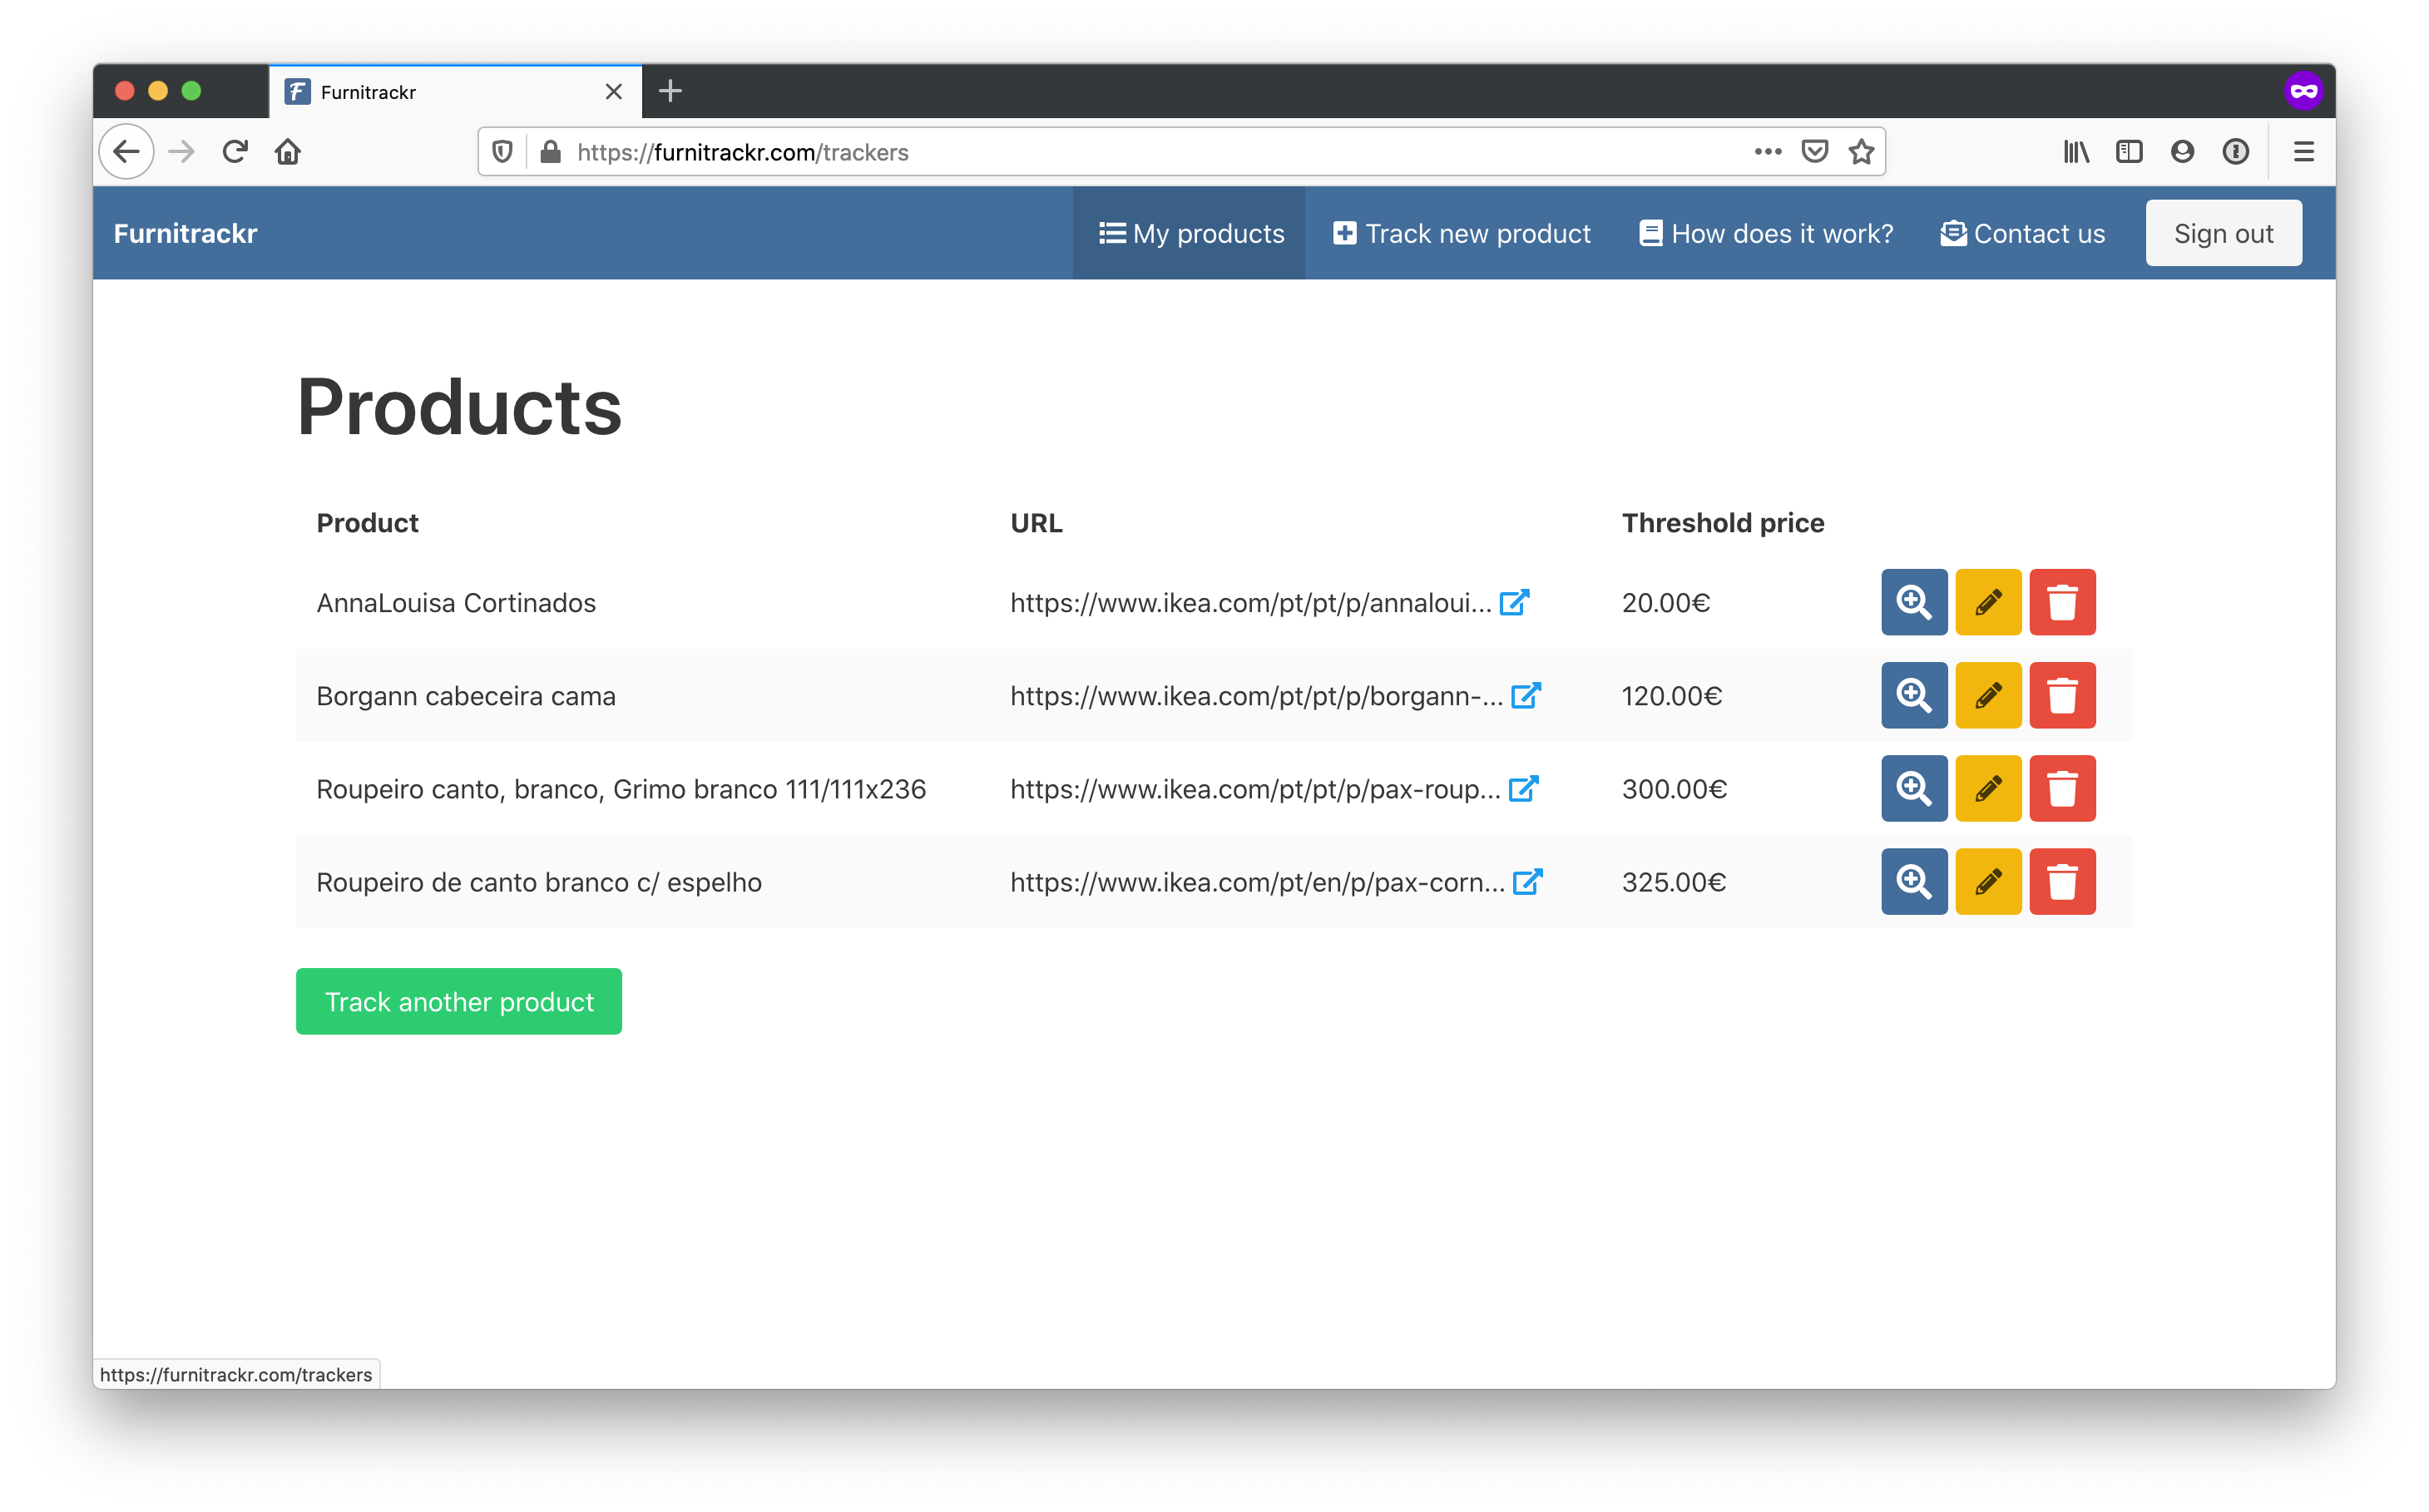 Furnitrackr
https://furnitrackr.com/trackers
Furnitrackr My products Track new product How does it work? Contact us Sign out
Products
Product URL Threshold price
AnnaLouisa Cortinados https://www.ikea.com/pt/pt/p/annaloui... 20.00€
Borgann cabeceira cama https://www.ikea.com/pt/pt/p/borgann-... 120.00€
Roupeiro canto, branco, Grimo branco 111/111x236 https://www.ikea.com/pt/pt/p/pax-roup... 300.00€
Roupeiro de canto branco c/ espelho https://www.ikea.com/pt/en/p/pax-corn... 325.00€
Track another product
https://furnitrackr.com/trackers